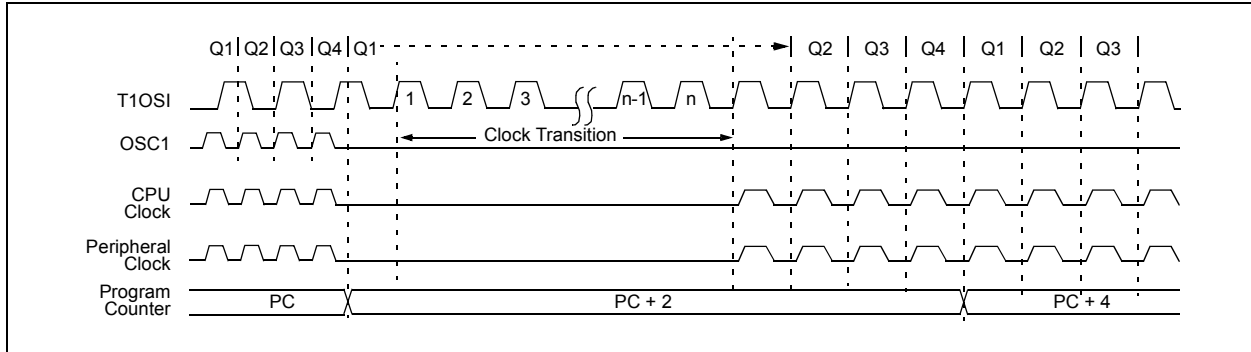 Q1 Q2 Q3 Q4 Q1 Q2 Q3 Q4 Q1 Q2 Q3
T1OSI 1 2 3 n-1 n
Clock Transition
OSC1
CPU
Clock
Peripheral
Clock
Program
Counter
PC PC + 2 PC + 4